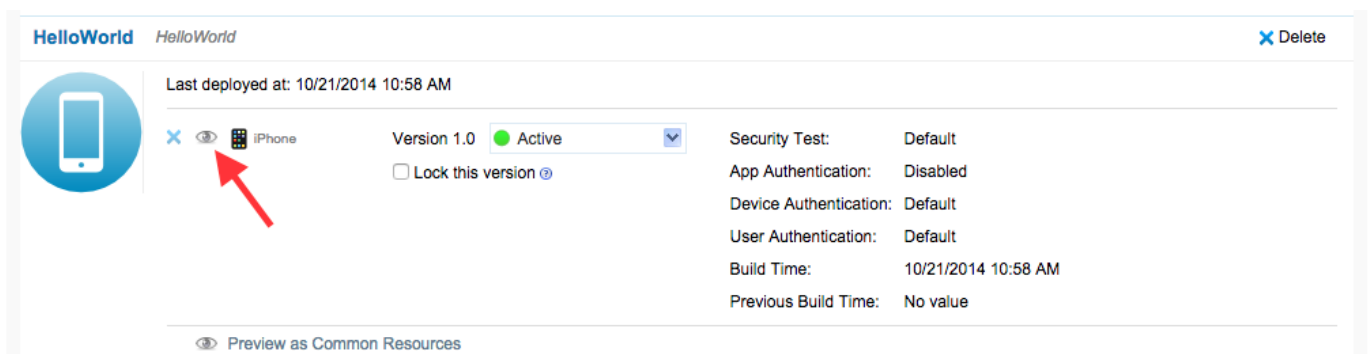 HelloWorld HelloWorld Delete
Last deployed at: 10/21/2014 10:58 AM
iPhone Version 1.0 Active Security Test: Default
Lock this version App Authentication: Disabled
Device Authentication: Default
User Authentication: Default
Build Time: 10/21/2014 10:58 AM
Previous Build Time: No value
Preview as Common Resources